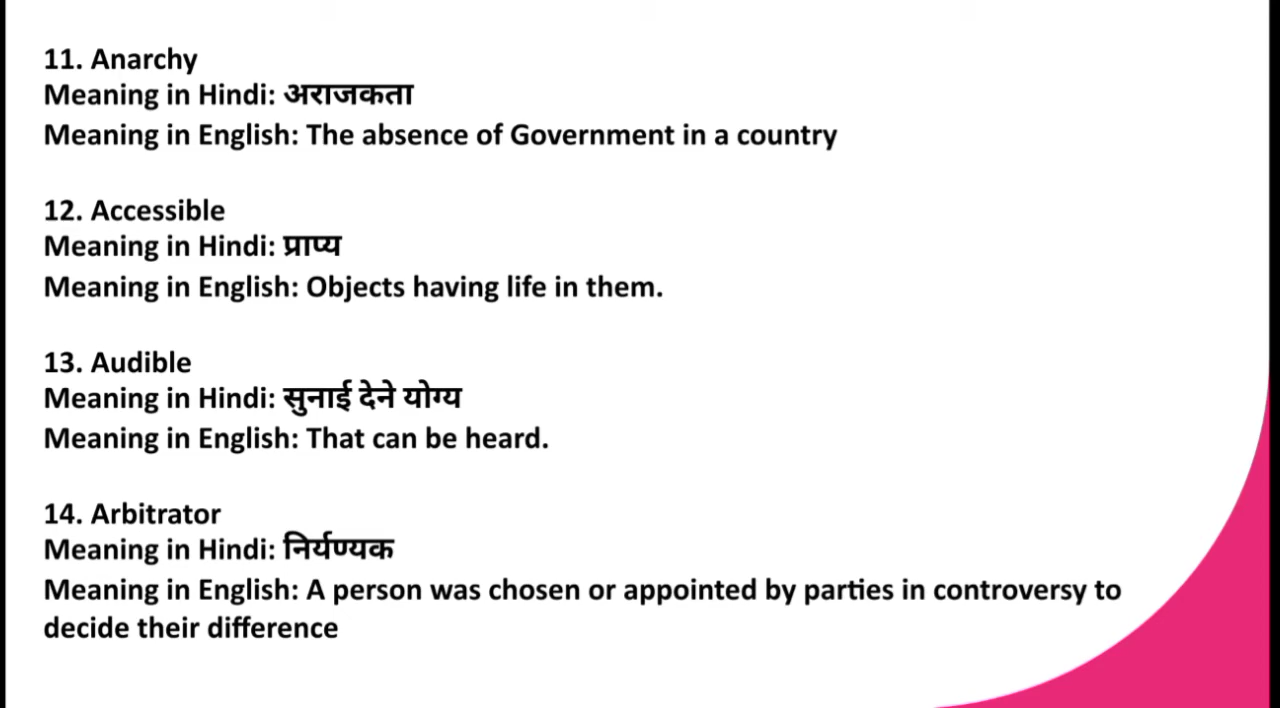 11. Anarchy
Meaning in Hindi: अराजकता
Meaning in English: The absence of Government in a country
12. Accessible
Meaning in Hindi: प्राप्य
Meaning in English: Objects having life in them.
13. Audible
Meaning in Hindi: सुनाई देने योग्य
Meaning in English: That can be heard.
14. Arbitrator
Meaning in Hindi: निर्यण्यक
Meaning in English: A person was chosen or appointed by parties in controversy to
decide their difference